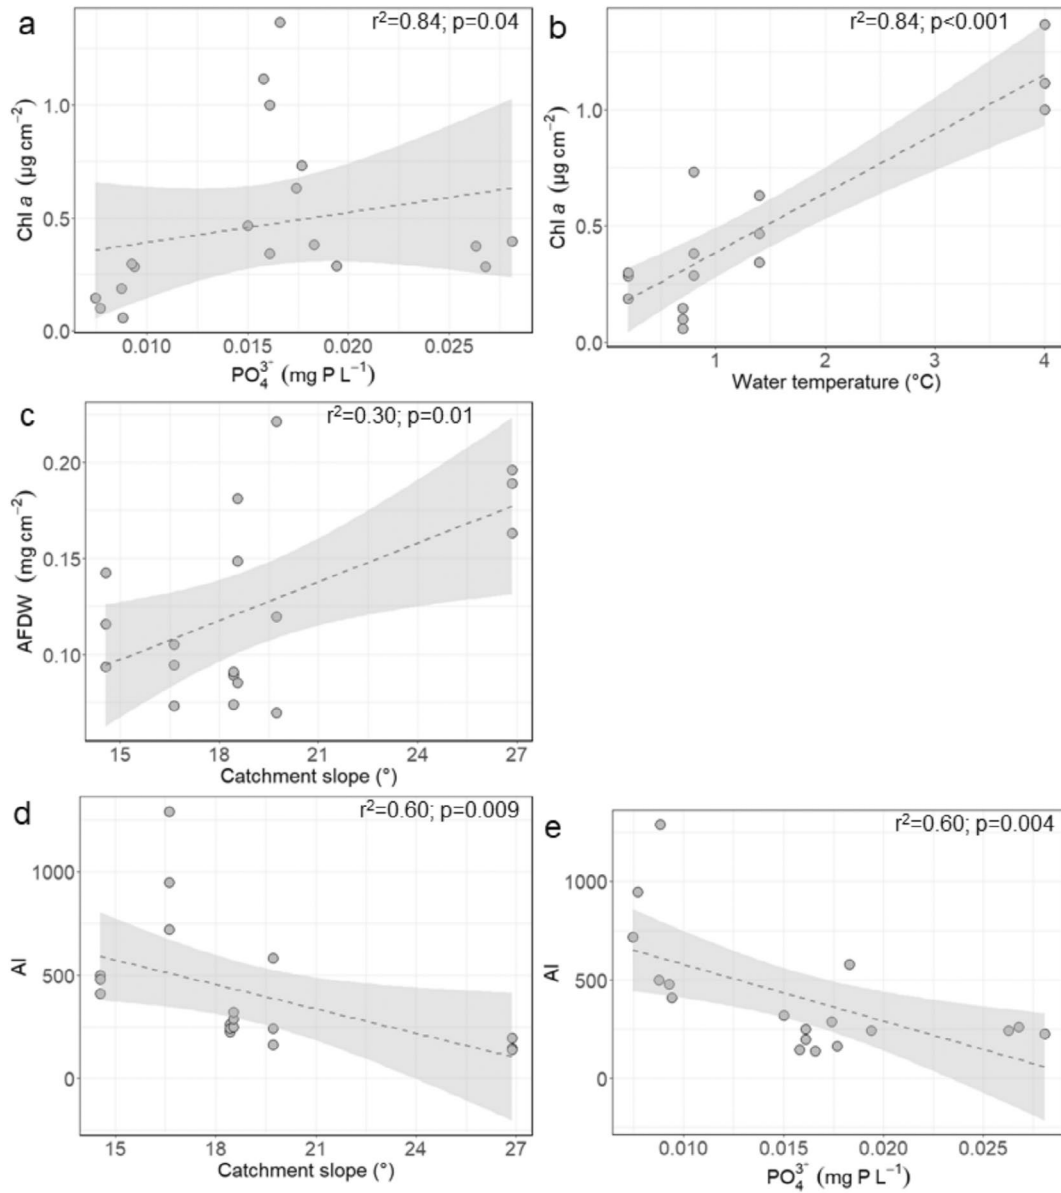 a
r²=0.84; p=0.04
Chl a (µg cm⁻²)
1.0
0.5
0.0
0.010 0.015 0.020 0.025
PO₄³⁻ (mg P L⁻¹)
b
r²=0.84; p<0.001
Chl a (µg cm⁻²)
1.0
0.5
0.0
1 2 3 4
Water temperature (°C)
c
r²=0.30; p=0.01
AFDW (mg cm⁻²)
0.20
0.15
0.10
15 18 21 24 27
Catchment slope (°)
d
r²=0.60; p=0.009
AI
1000
500
0
15 18 21 24 27
Catchment slope (°)
e
r²=0.60; p=0.004
AI
1000
500
0
0.010 0.015 0.020 0.025
PO₄³⁻ (mg P L⁻¹)